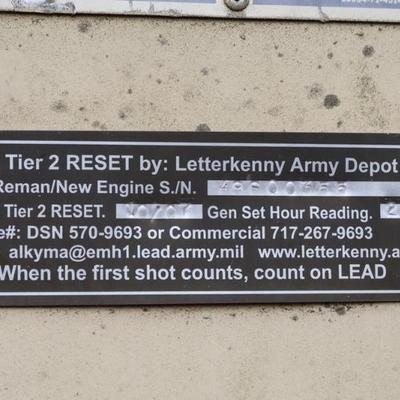 Tier 2 RESET by: Letterkenny Army Depot
Reman/New Engine S./N.
Tier 2 RESET. Gen Set Hour Reading.
e#: DSN 570-9693 or Commercial 717-267-9693
alkyma@emh1.lead.army.mil www.letterkenny.a
When the first shot counts, count on LEAD